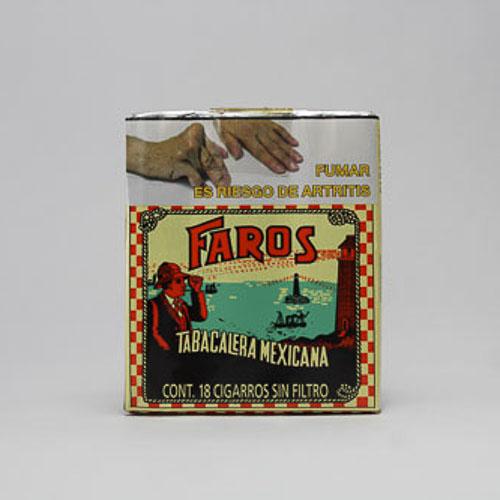 FUMAR
ES RIESGO DE ARTRITIS
FAROS
TABACALERA MEXICANA
CONT. 18 CIGARROS SIN FILTRO